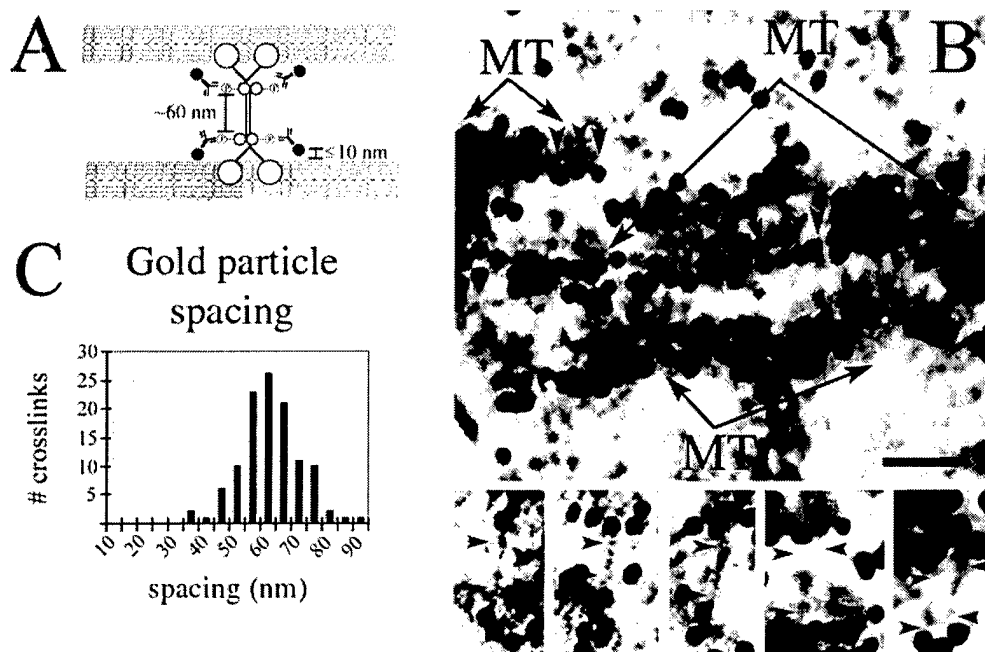 A
~60 nm
≤ 10 nm
B
MT
MT
MT
C
Gold particle
spacing
# crosslinks
30
25
20
15
10
5
10
20
30
40
50
60
70
80
90
spacing (nm)